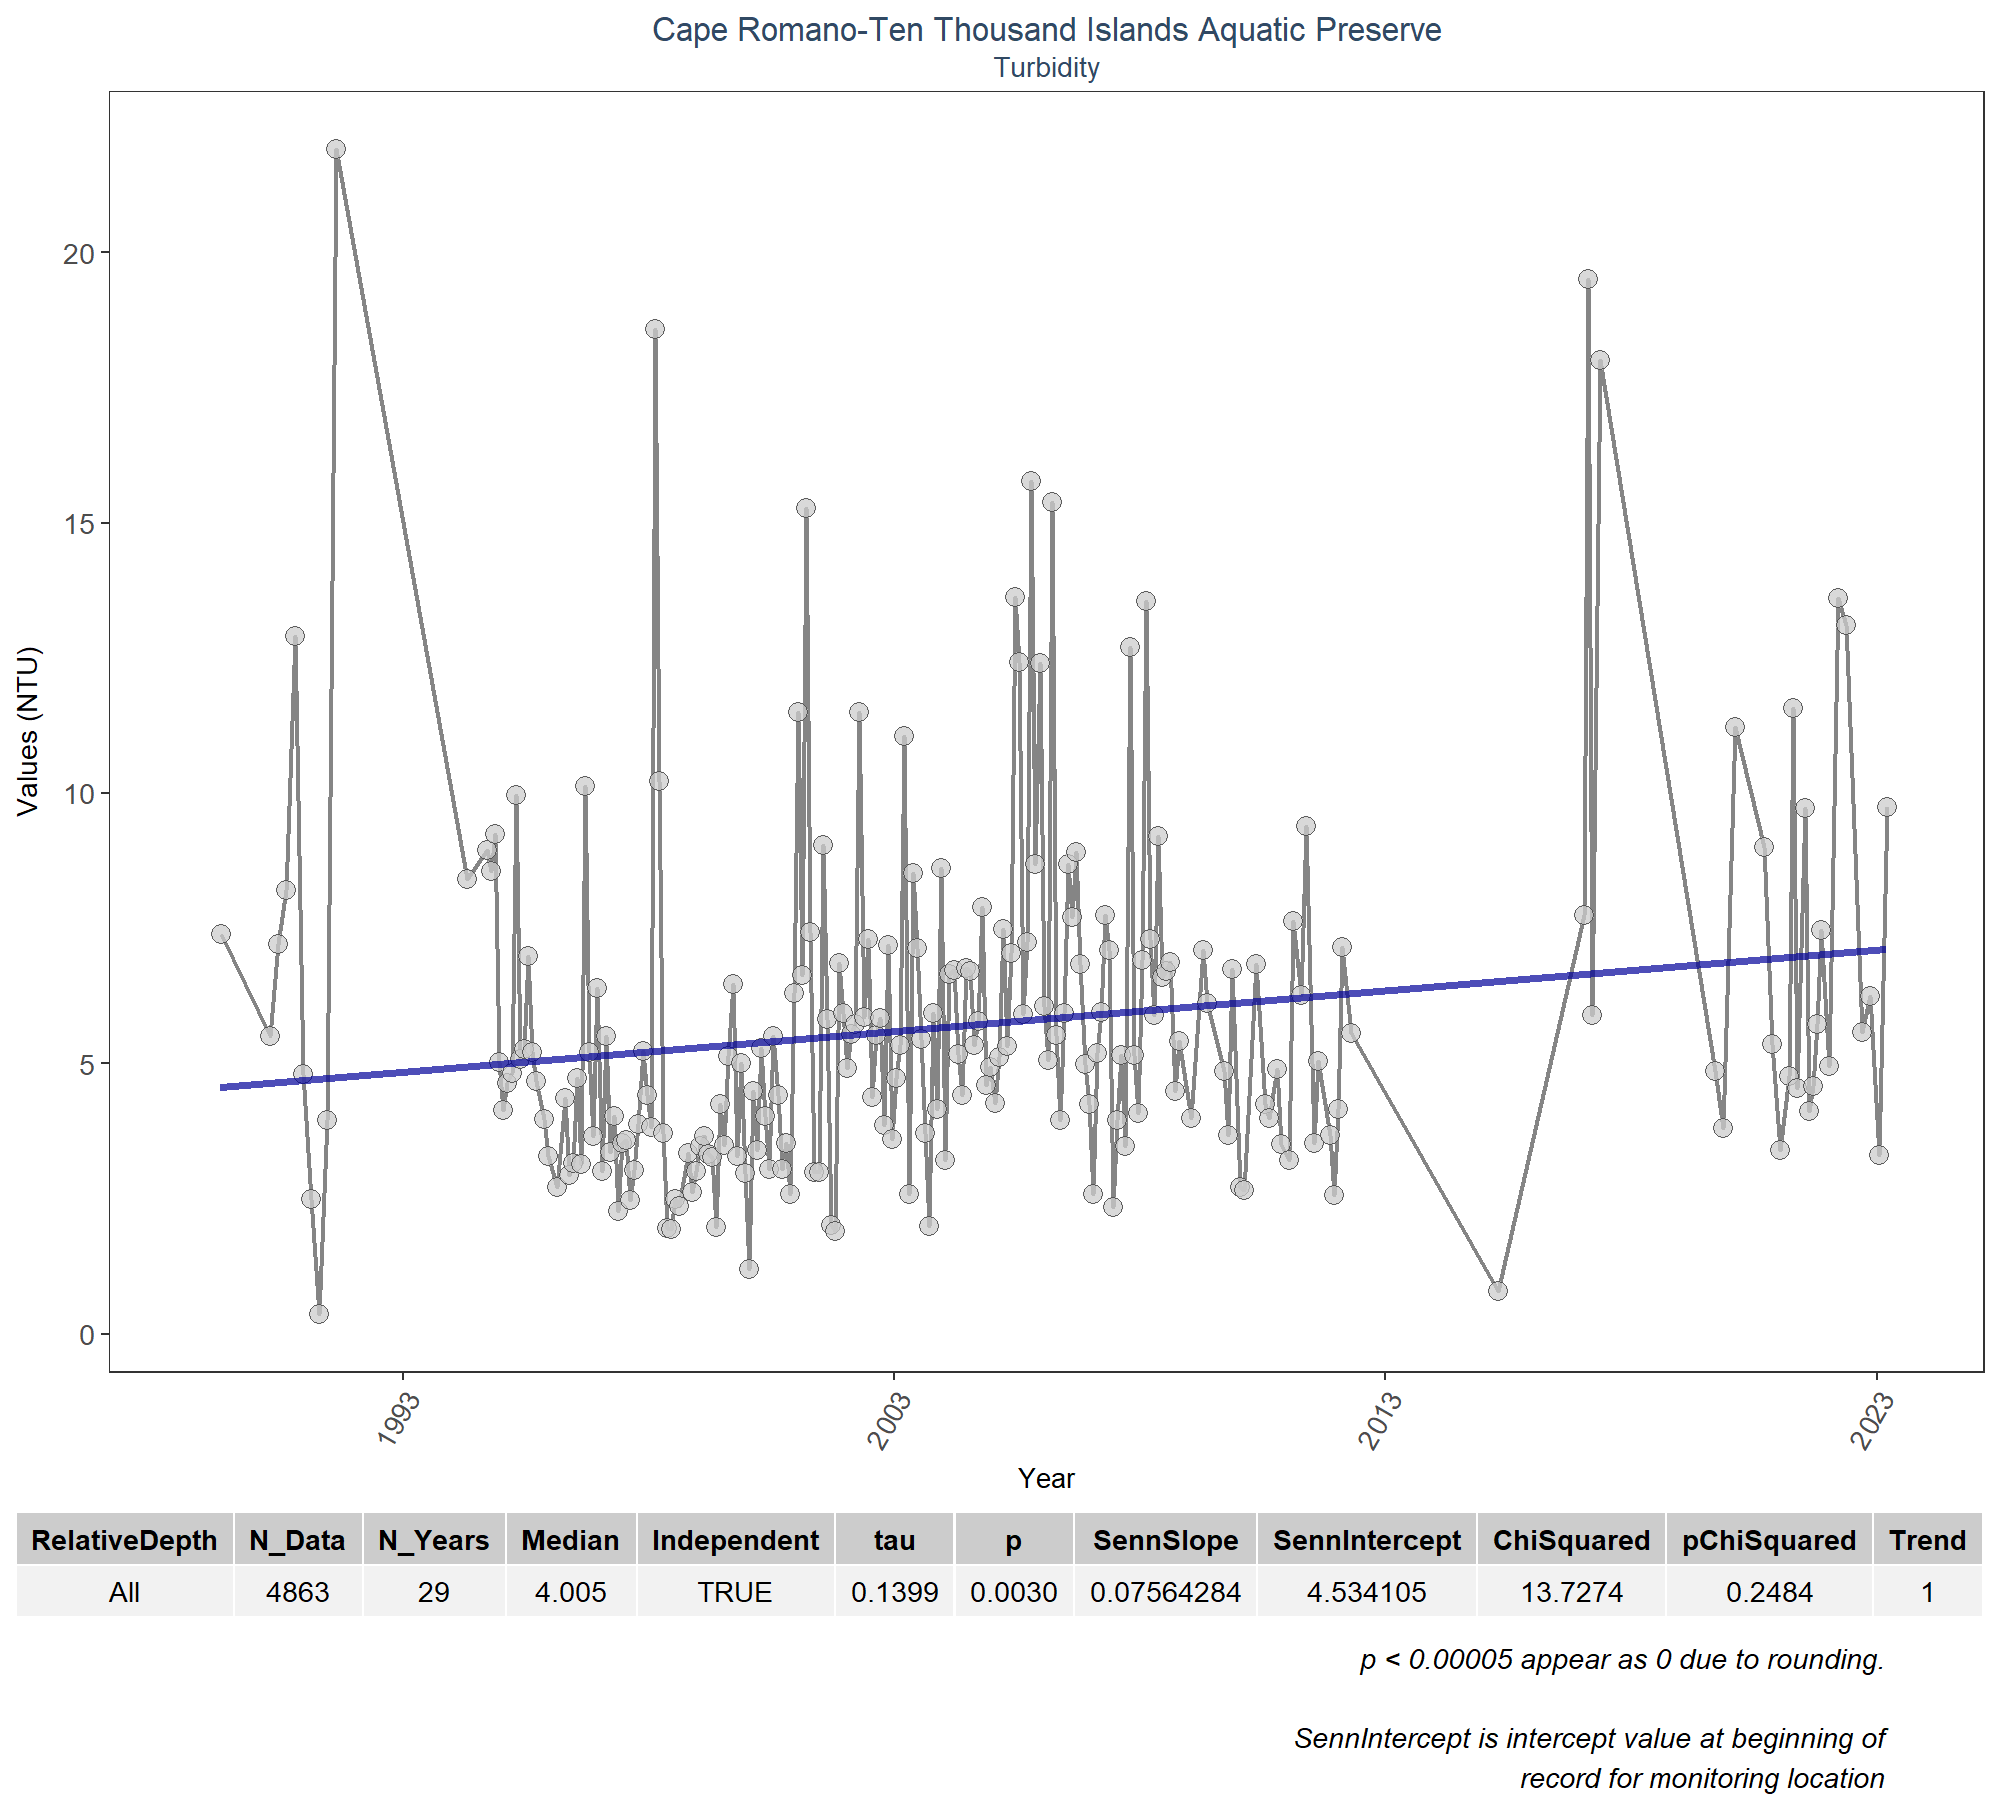 Cape Romano-Ten Thousand Islands Aquatic Preserve
Turbidity
Values (NTU)
20
15
10
5
0
1993 2003 2013 2023
Year
RelativeDepth N_Data N_Years Median Independent tau p SennSlope SennIntercept ChiSquared pChiSquared Trend
All 4863 29 4.005 TRUE 0.1399 0.0030 0.07564284 4.534105 13.7274 0.2484 1
p < 0.00005 appear as 0 due to rounding.
SennIntercept is intercept value at beginning of
record for monitoring location